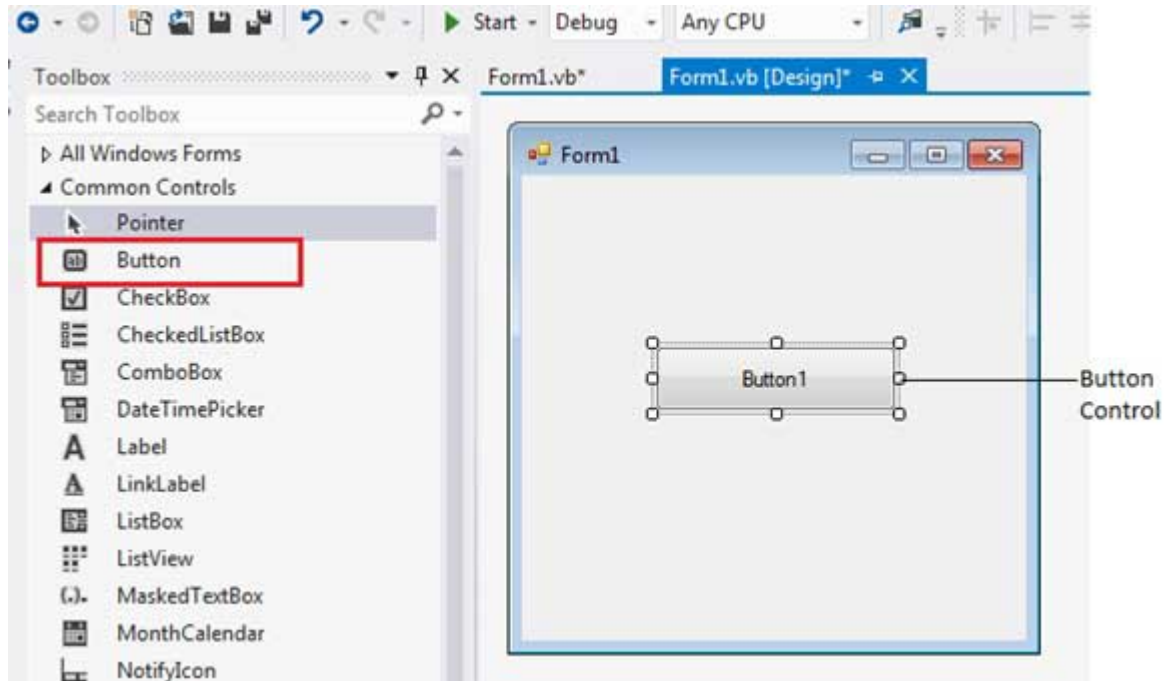 Start Debug Any CPU
Toolbox
Form1.vb* Form1.vb [Design]*
Search Toolbox
All Windows Forms
Form1
Common Controls
Pointer
Button
CheckBox
CheckedListBox
ComboBox
Button1
Button
Control
DateTimePicker
Label
LinkLabel
ListBox
ListView
MaskedTextBox
MonthCalendar
NotifyIcon